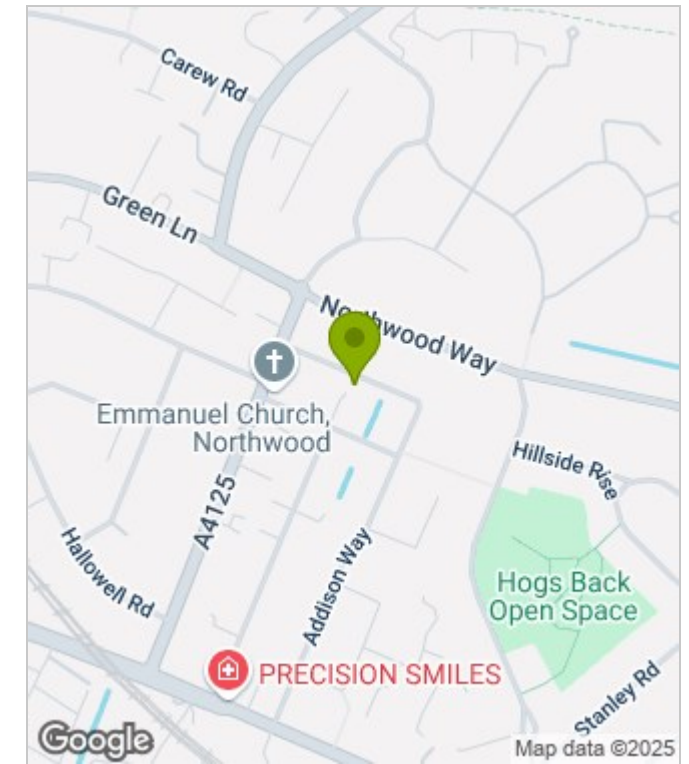 Carew Rd
Green Ln
Northwood Way
Emmanuel Church,
Northwood
Hillside Rise
A4125
Hallowell Rd
Addison Way
Hogs Back
Open Space
PRECISION SMILES
Stanley Rd
Google
Map data ©2025